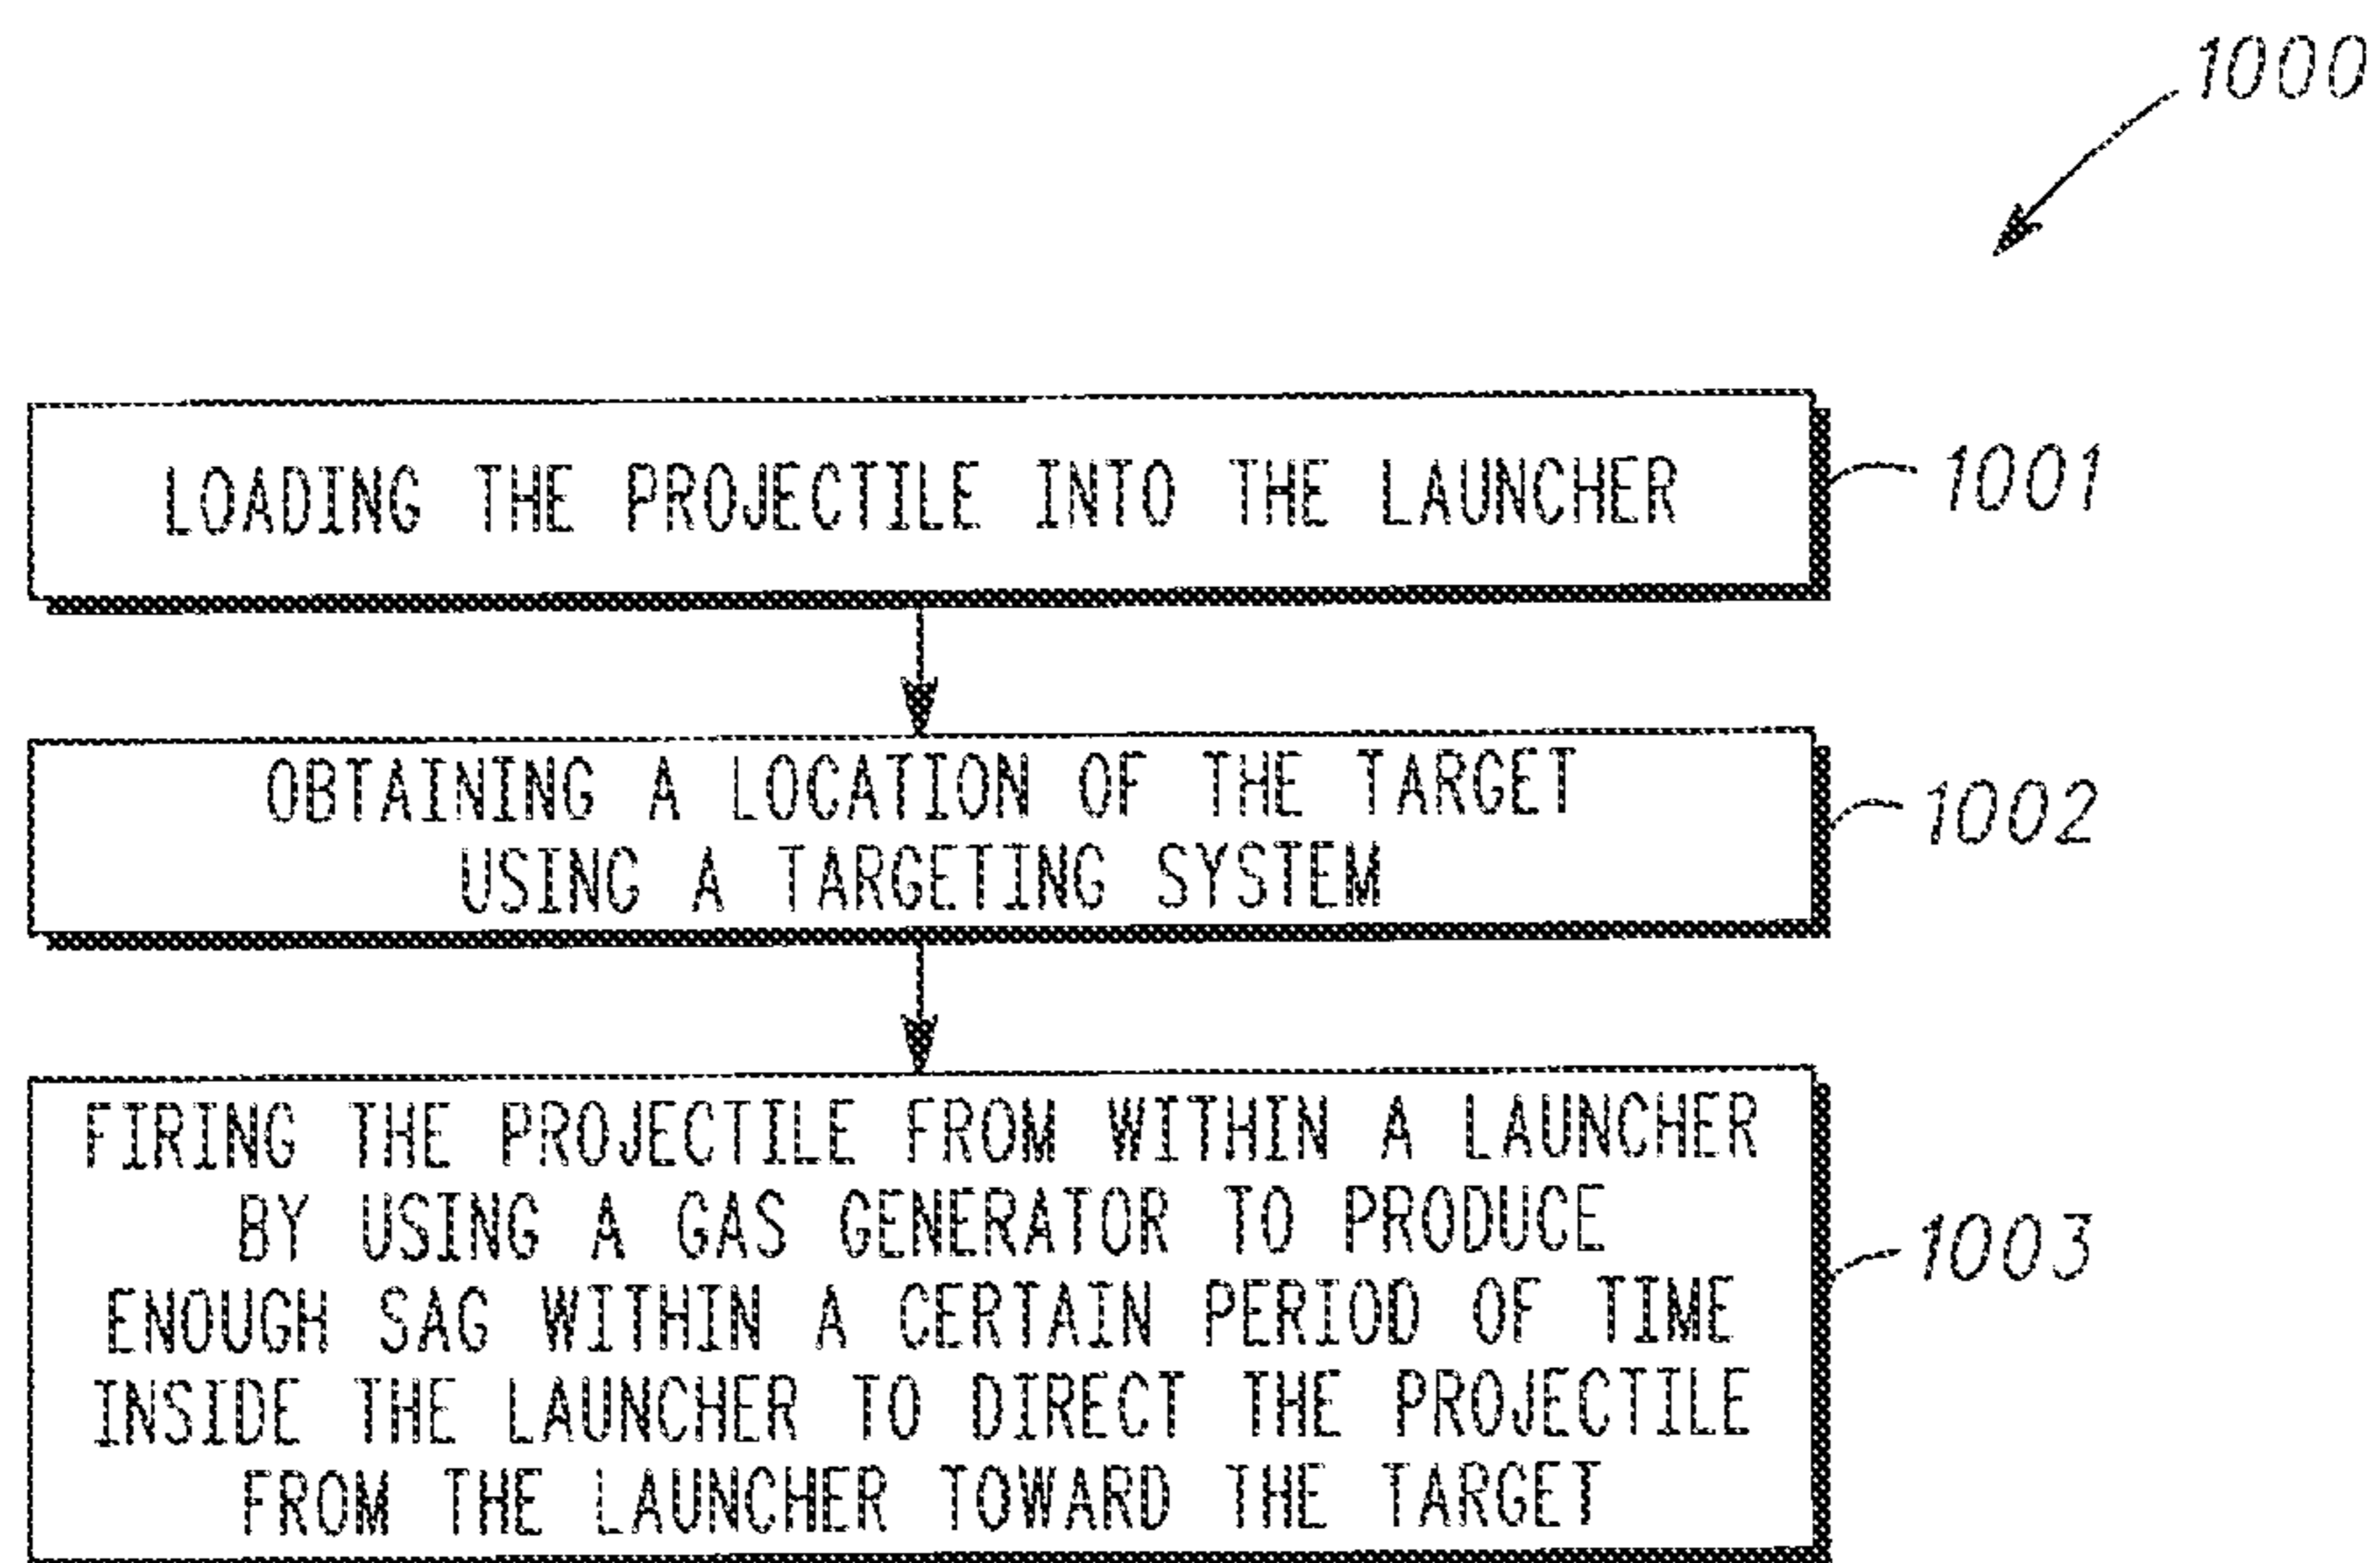 1000
LOADING THE PROJECTILE INTO THE LAUNCHER
1001
OBTAINING A LOCATION OF THE TARGET
USING A TARGETING SYSTEM
1002
FIRING THE PROJECTILE FROM WITHIN A LAUNCHER
BY USING A GAS GENERATOR TO PRODUCE
ENOUGH SAG WITHIN A CERTAIN PERIOD OF TIME
INSIDE THE LAUNCHER TO DIRECT THE PROJECTILE
FROM THE LAUNCHER TOWARD THE TARGET
1003